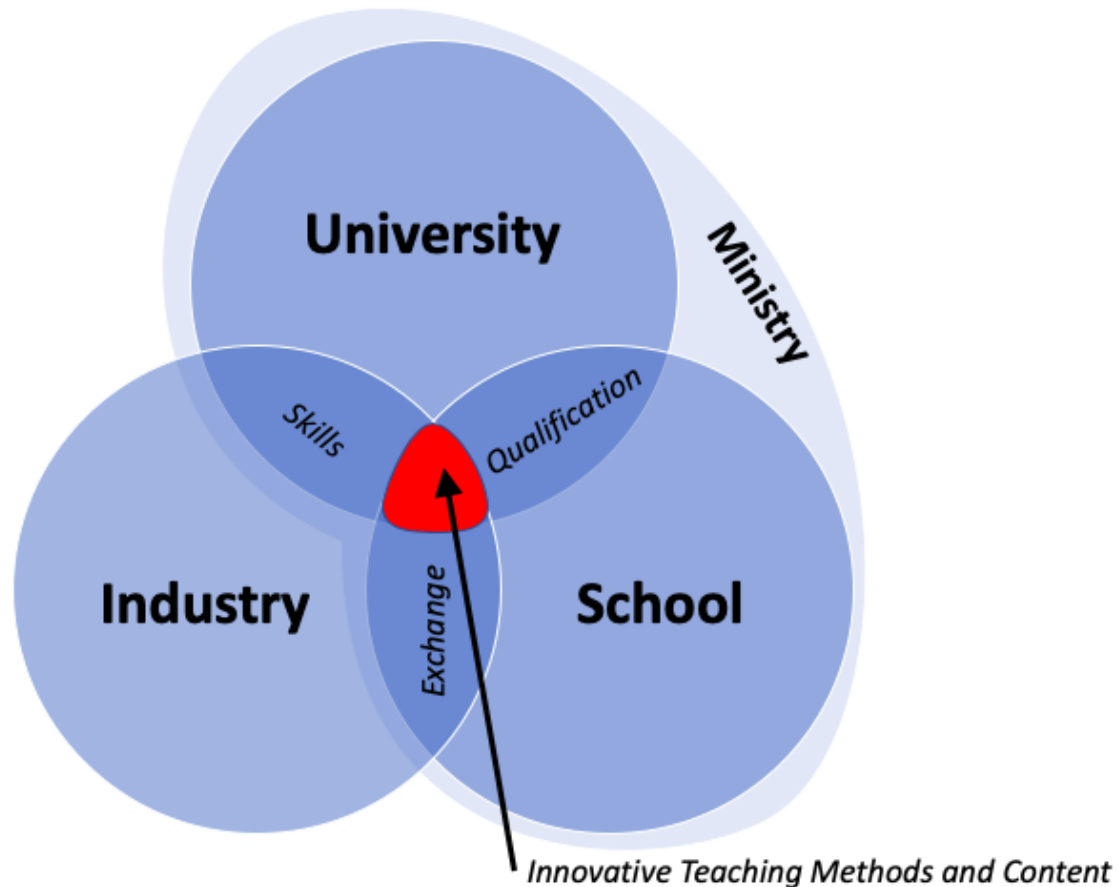 University
Ministry
Skills
Qualification
Industry
Exchange
School
Innovative Teaching Methods and Content